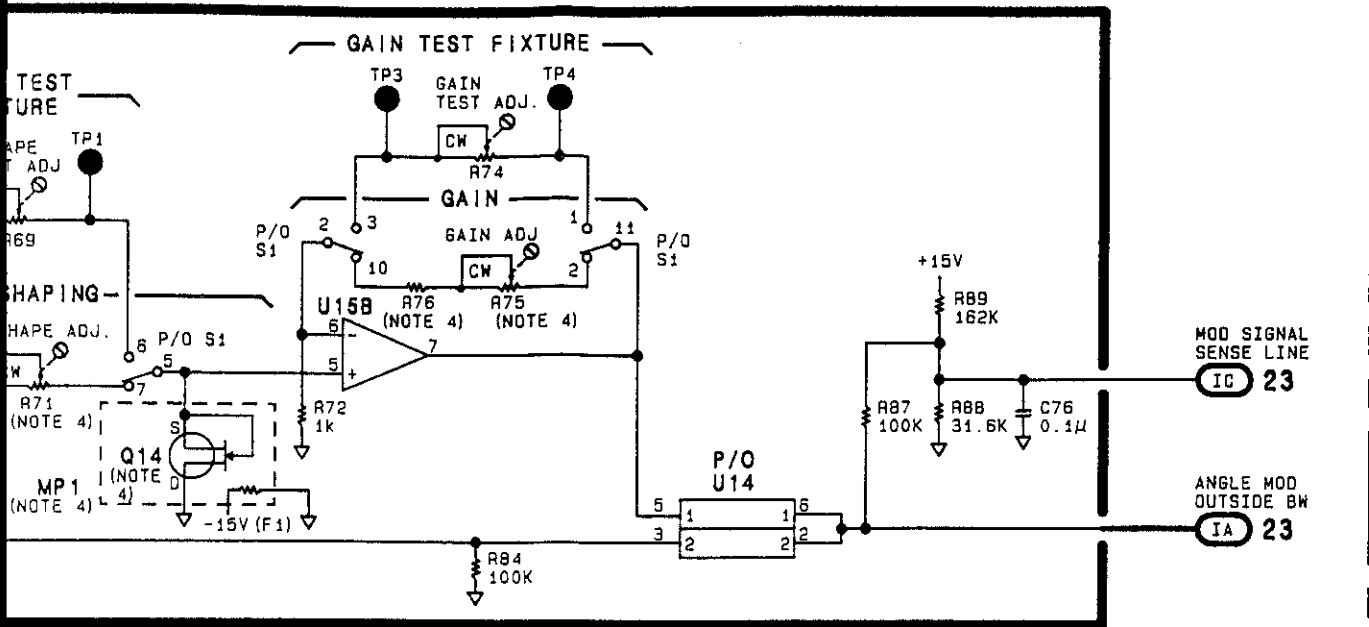 GAIN TEST FIXTURE
TEST
TURE
TP3
GAIN
TEST ADJ.
TP4
TP1
APE
T ADJ
CW
R74
R69
GAIN
P/O
S1
2
3
1
11
P/O
S1
GAIN ADJ
10
CW
2
R76
(NOTE 4)
R75
(NOTE 4)
SHAPING
HAPE ADJ.
P/O S1
6
5
7
W
R71
(NOTE 4)
U15B
6
-
5
+
7
R72
1k
S
Q14
(NOTE
4)
D
MP1
(NOTE 4)
-15V (F1)
+15V
R89
162K
R87
100K
R88
31.6K
C76
0.1μ
MOD SIGNAL
SENSE LINE
IC 23
P/O
U14
5
1
1
6
3
2
2
2
R84
100K
ANGLE MOD
OUTSIDE BW
IA 23